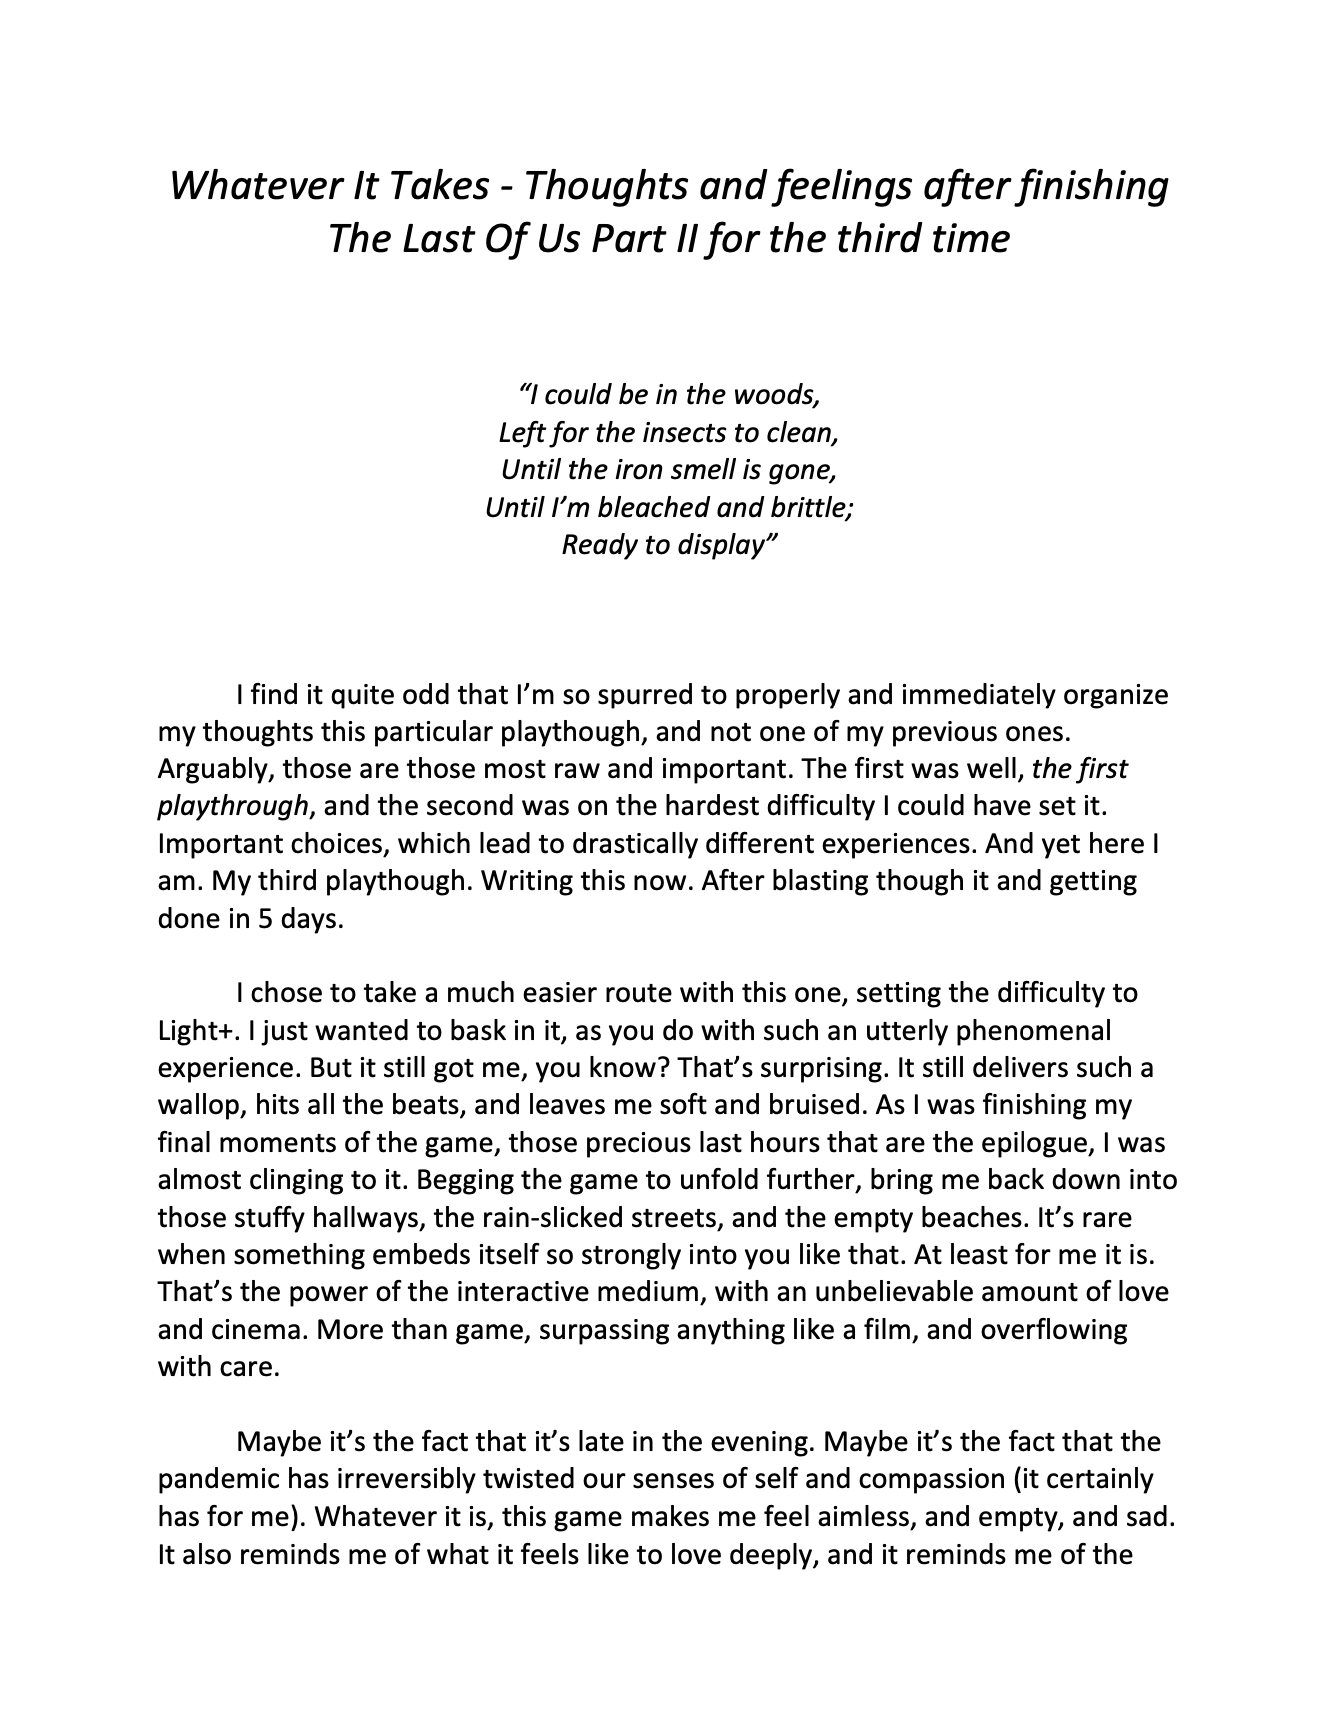 Whatever It Takes - Thoughts and feelings after finishing
The Last Of Us Part II for the third time
“I could be in the woods,
Left for the insects to clean,
Until the iron smell is gone,
Until I’m bleached and brittle;
Ready to display”
I find it quite odd that I’m so spurred to properly and immediately organize
my thoughts this particular playthough, and not one of my previous ones.
Arguably, those are those most raw and important. The first was well, the first
playthrough, and the second was on the hardest difficulty I could have set it.
Important choices, which lead to drastically different experiences. And yet here I
am. My third playthough. Writing this now. After blasting though it and getting
done in 5 days.
I chose to take a much easier route with this one, setting the difficulty to
Light+. I just wanted to bask in it, as you do with such an utterly phenomenal
experience. But it still got me, you know? That’s surprising. It still delivers such a
wallop, hits all the beats, and leaves me soft and bruised. As I was finishing my
final moments of the game, those precious last hours that are the epilogue, I was
almost clinging to it. Begging the game to unfold further, bring me back down into
those stuffy hallways, the rain-slicked streets, and the empty beaches. It’s rare
when something embeds itself so strongly into you like that. At least for me it is.
That’s the power of the interactive medium, with an unbelievable amount of love
and cinema. More than game, surpassing anything like a film, and overflowing
with care.
Maybe it’s the fact that it’s late in the evening. Maybe it’s the fact that the
pandemic has irreversibly twisted our senses of self and compassion (it certainly
has for me). Whatever it is, this game makes me feel aimless, and empty, and sad.
It also reminds me of what it feels like to love deeply, and it reminds me of the